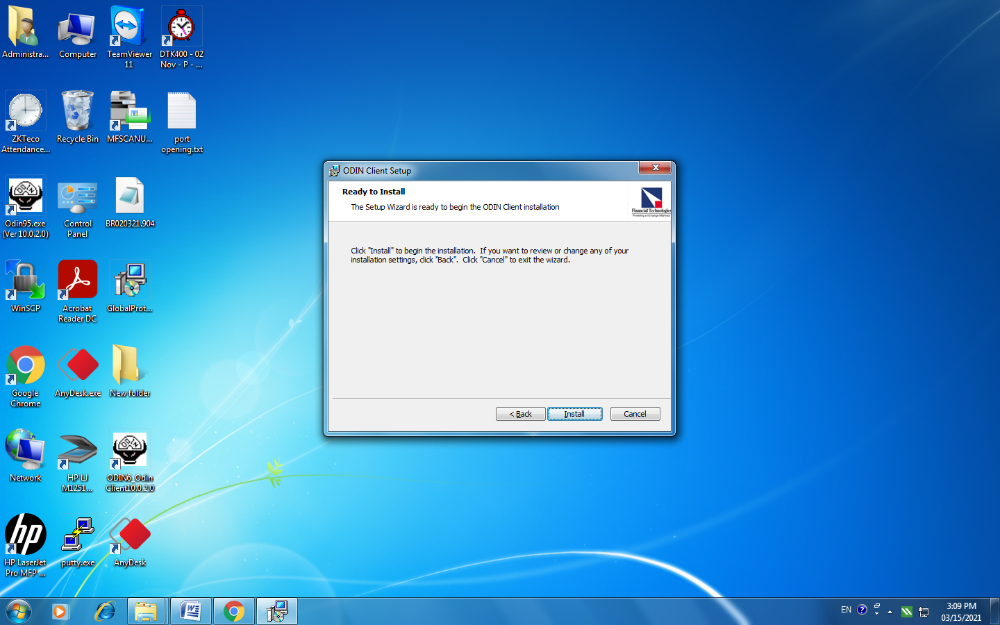 Administra...
Computer
TeamViewer
11
DTK400 - 02
Nov - P - ...
ZKTeco
Attendance...
Recycle Bin
MFSCANU...
port
opening.txt
Odin95.exe
(Ver 10.0.2.0)
Control
Panel
BR020321.904
WinSCP
Acrobat
Reader DC
GlobalProt...
Google
Chrome
AnyDesk.exe
New folder
Network
HP LJ
M1251...
ODIN6_Odin
Client10.0.2.0
HP LaserJet
Pro MFP ...
putty.exe
AnyDesk
ODIN Client Setup
Ready to Install
The Setup Wizard is ready to begin the ODIN Client installation
Financial Technologies
Powering e-Xchange Markets
Click "Install" to begin the installation.  If you want to review or change any of your
installation settings, click "Back".  Click "Cancel" to exit the wizard.
< Back
Install
Cancel
EN
3:09 PM
03/15/2021